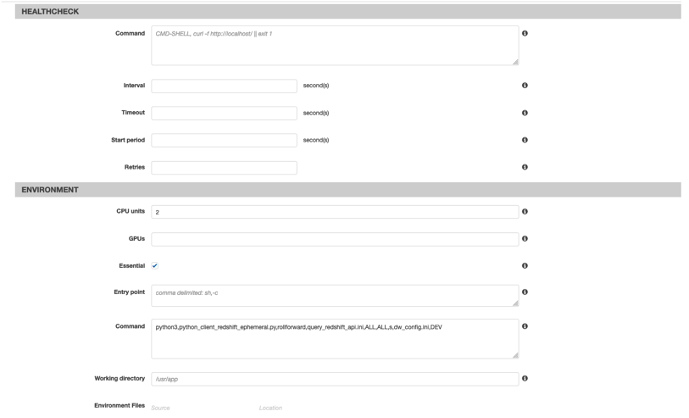 HEALTHCHECK
Command CMD-SHELL, curl -f http://localhost/ || exit 1
Interval second(s)
Timeout second(s)
Start period second(s)
Retries
ENVIRONMENT
CPU units 2
GPUs
Essential
Entry point comma delimited: sh,-c
Command python3,python_client_redshift_ephemeral.py,rollforward,query_redshift_api.ini,ALL,ALL,s,dw_config.ini,DEV
Working directory /usr/app
Environment Files Source Location